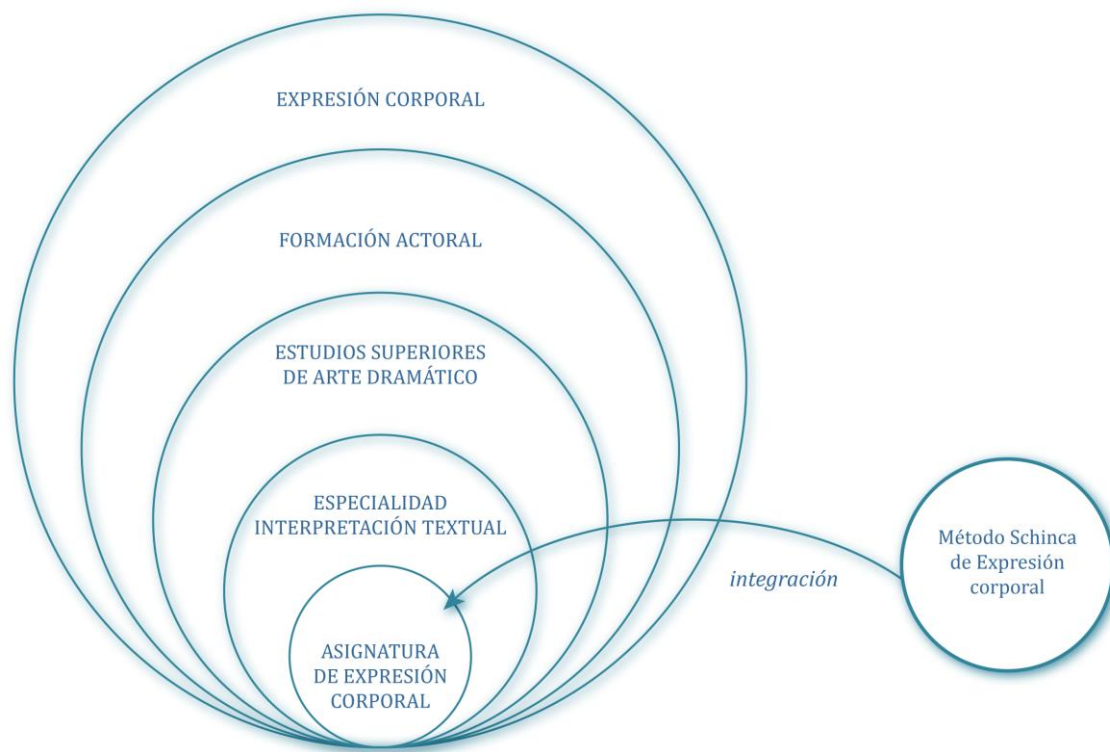 EXPRESIÓN CORPORAL
FORMACIÓN ACTORAL
ESTUDIOS SUPERIORES
DE ARTE DRAMÁTICO
ESPECIALIDAD
INTERPRETACIÓN TEXTUAL
ASIGNATURA
DE EXPRESIÓN
CORPORAL
integración
Método Schinca
de Expresión
corporal